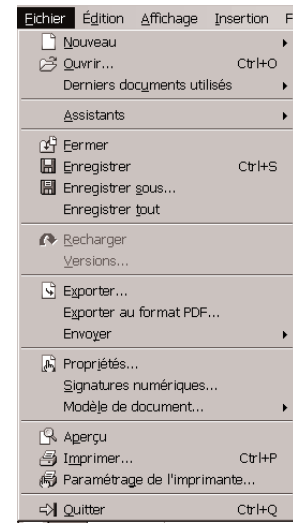 Fichier Édition Affichage Insertion F
Nouveau
Ouvrir... Ctrl+O
Derniers documents utilisés
Assistants
Fermer
Enregistrer Ctrl+S
Enregistrer sous...
Enregistrer tout
Recharger
Versions...
Exporter...
Exporter au format PDF...
Envoyer
Propriétés...
Signatures numériques...
Modèle de document...
Aperçu
Imprimer... Ctrl+P
Paramétrage de l'imprimante...
Quitter Ctrl+Q